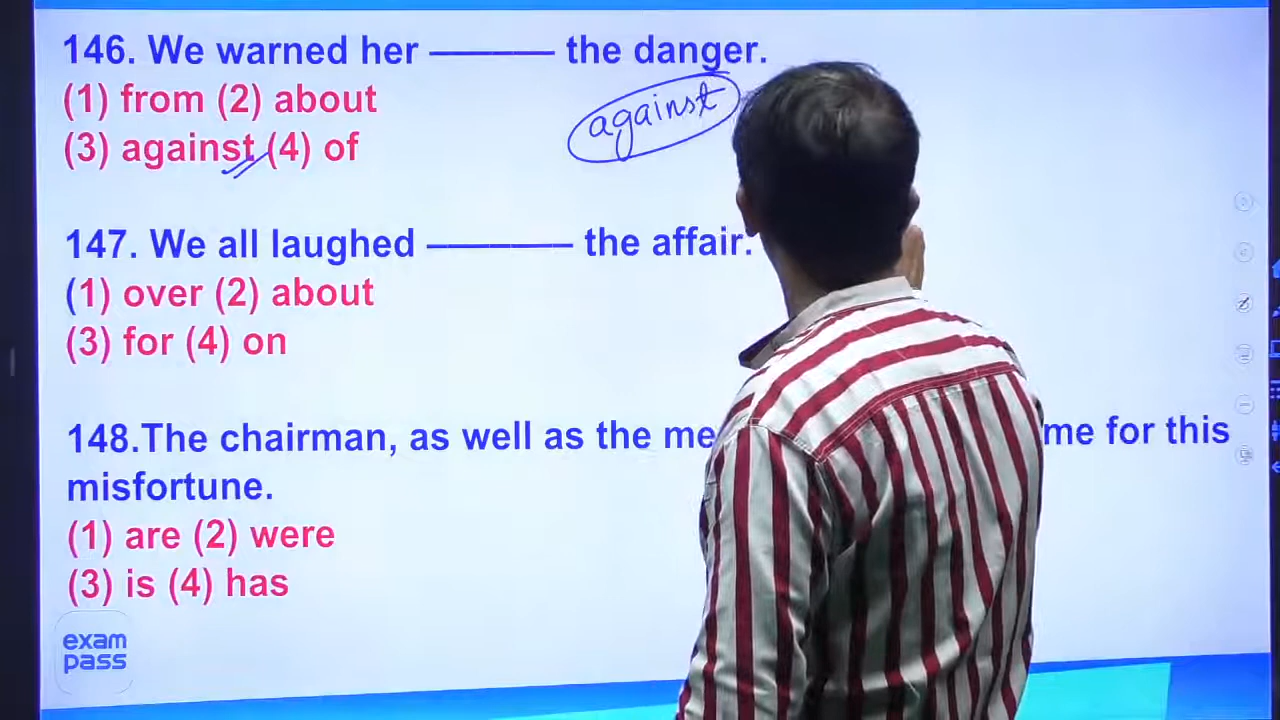 146. We warned her ——— the danger.
(1) from (2) about
against
(3) against (4) of
147. We all laughed ——— the affair.
(1) over (2) about
(3) for (4) on
148.The chairman, as well as the me me for this
misfortune.
(1) are (2) were
(3) is (4) has
exam
pass